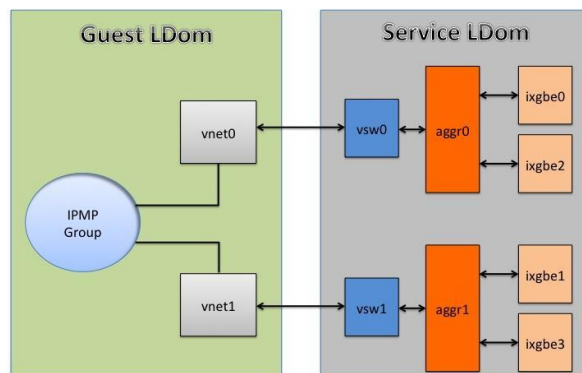 Guest LDom
vnet0
IPMP
Group
vnet1
Service LDom
vsw0
aggr0
ixgbe0
ixgbe2
vsw1
aggr1
ixgbe1
ixgbe3